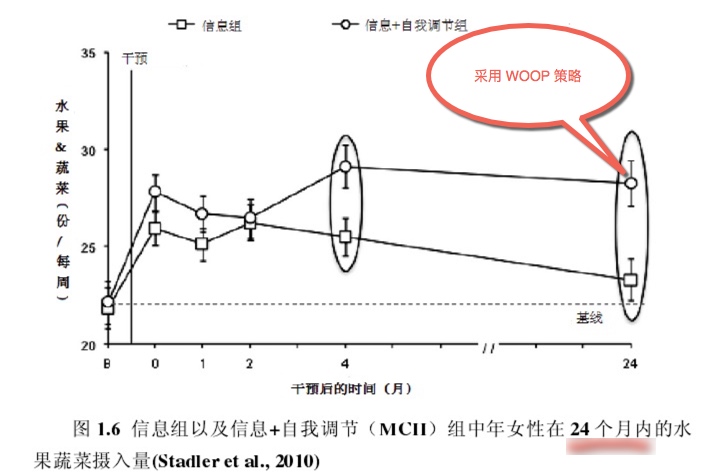 信息组 信息+自我调节组
采用 WOOP 策略
35
干预
30
25
20
水果&蔬菜(份/每周)
基线
B 0 1 2 4 24
干预后的时间（月）
图 1.6 信息组以及信息+自我调节（MCII）组中年女性在 24 个月内的水
果蔬菜摄入量(Stadler et al., 2010)